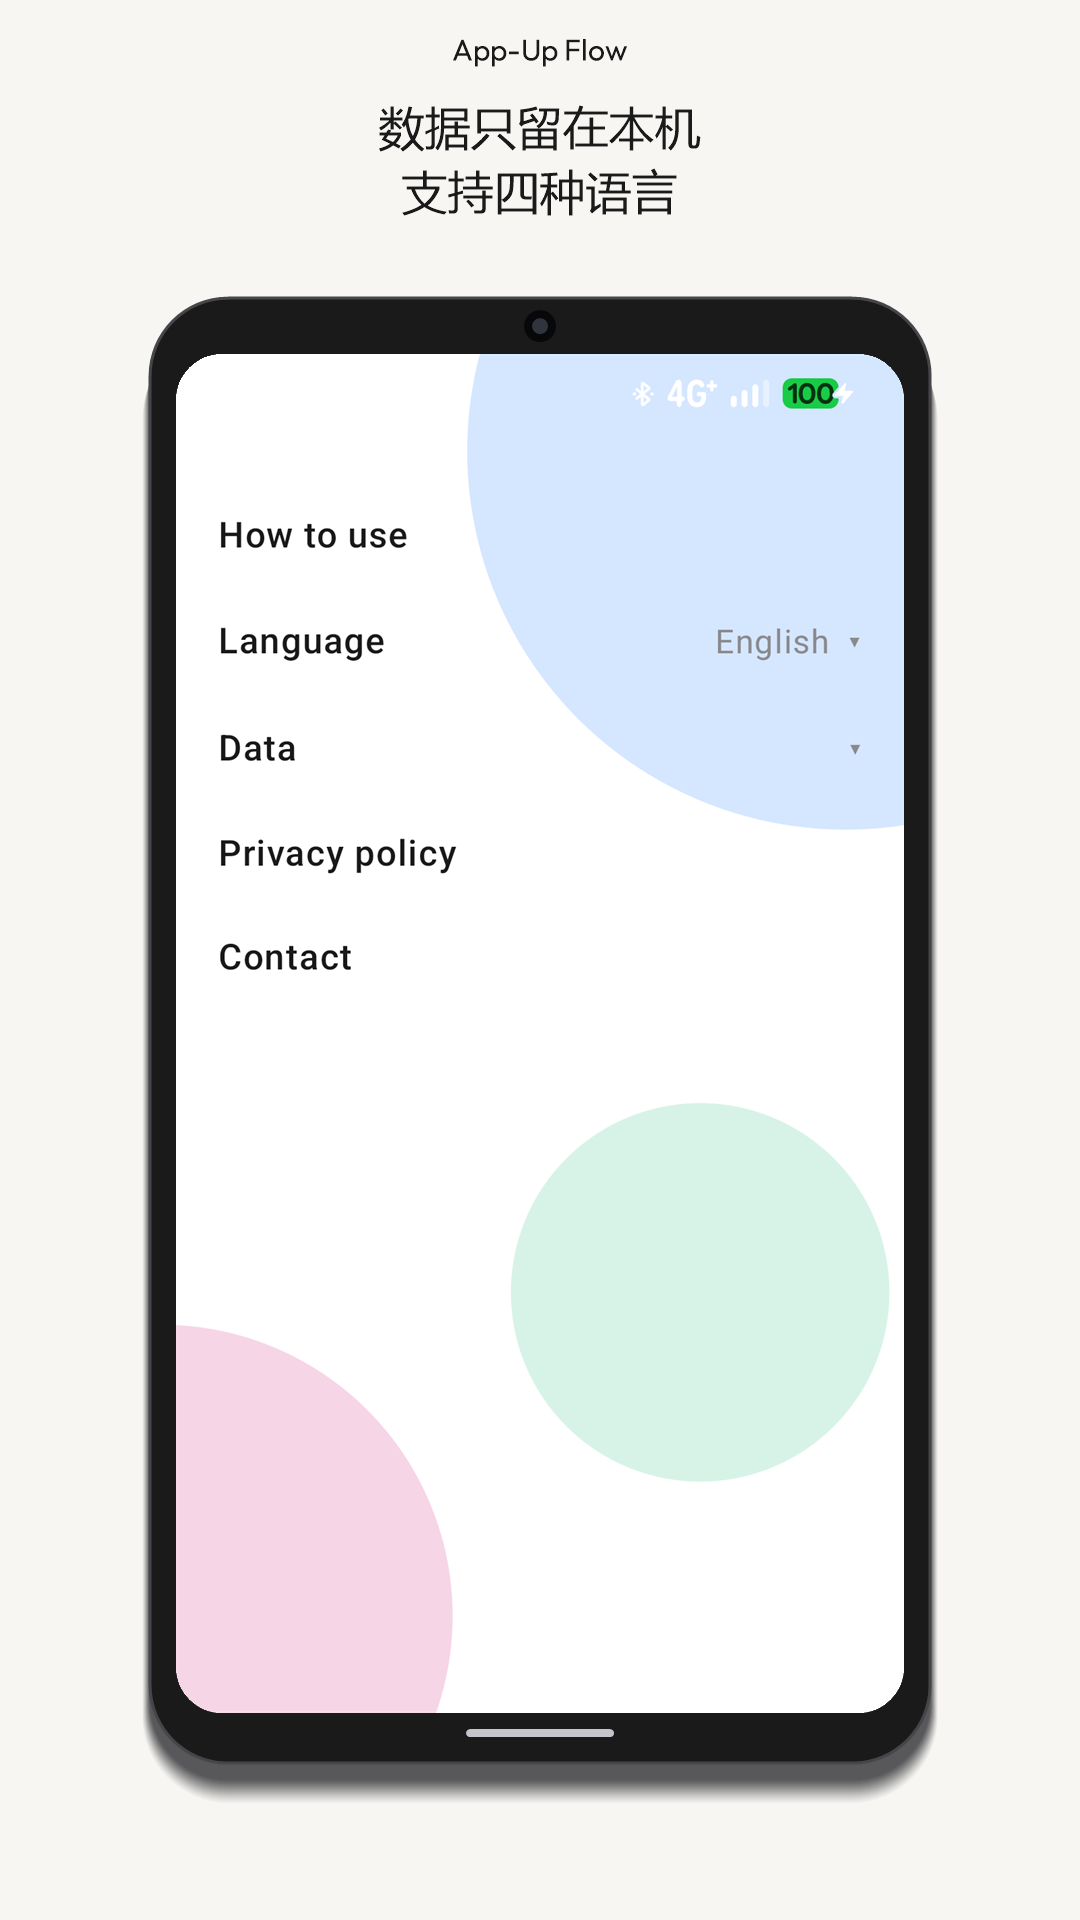 App-Up Flow
数据只留在本机
支持四种语言
4G+ 100
How to use
Language English ▼
Data ▼
Privacy policy
Contact